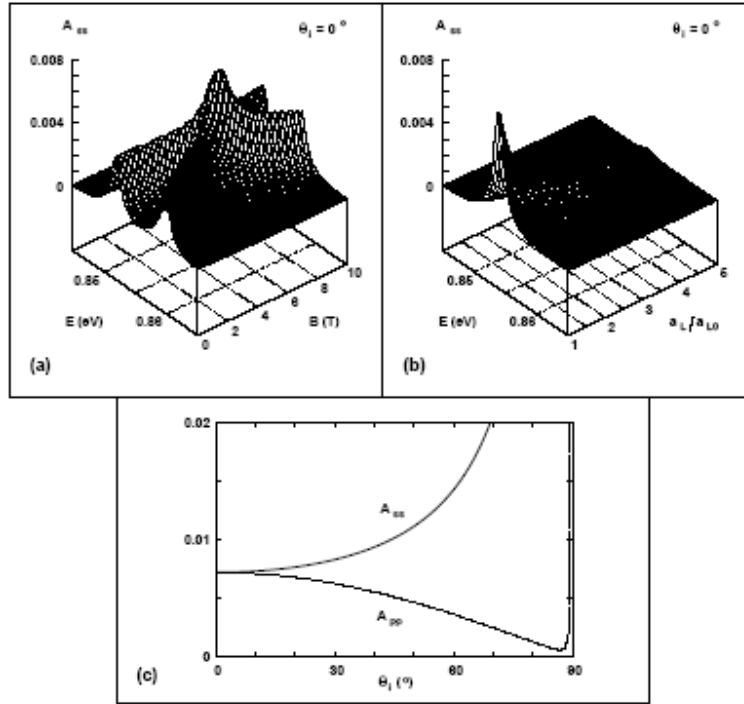 A ss θ i = 0 °
0.008
0.004
0
0.85
E (eV)
0.86
0
2
4
6
8
10
B (T)
(a)
A ss θ i = 0 °
0.008
0.004
0
0.85
E (eV)
0.86
1
2
3
4
5
a L / a L0
(b)
0.02
A ss
0.01
A pp
0
0 30 60 90
θ i (°)
(c)